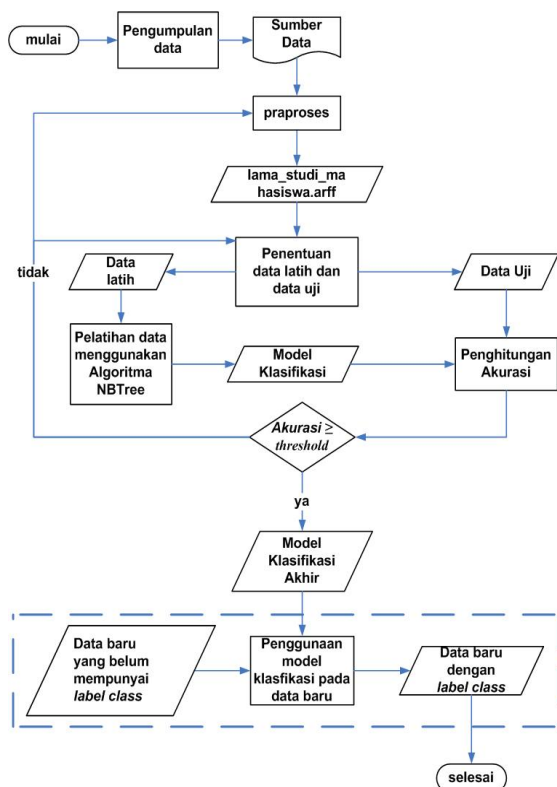 mulai
Pengumpulan
data
Sumber
Data
praproses
lama_studi_ma
hasiswa.arff
tidak
Data
latih
Penentuan
data latih dan
data uji
Data Uji
Pelatihan data
menggunakan
Algoritma
NBTree
Model
Klasifikasi
Penghitungan
Akurasi
Akurasi ≥
threshold
ya
Model
Klasifikasi
Akhir
Data baru
yang belum
mempunyai
label class
Penggunaan
model
klasfikasi pada
data baru
Data baru
dengan
label class
selesai